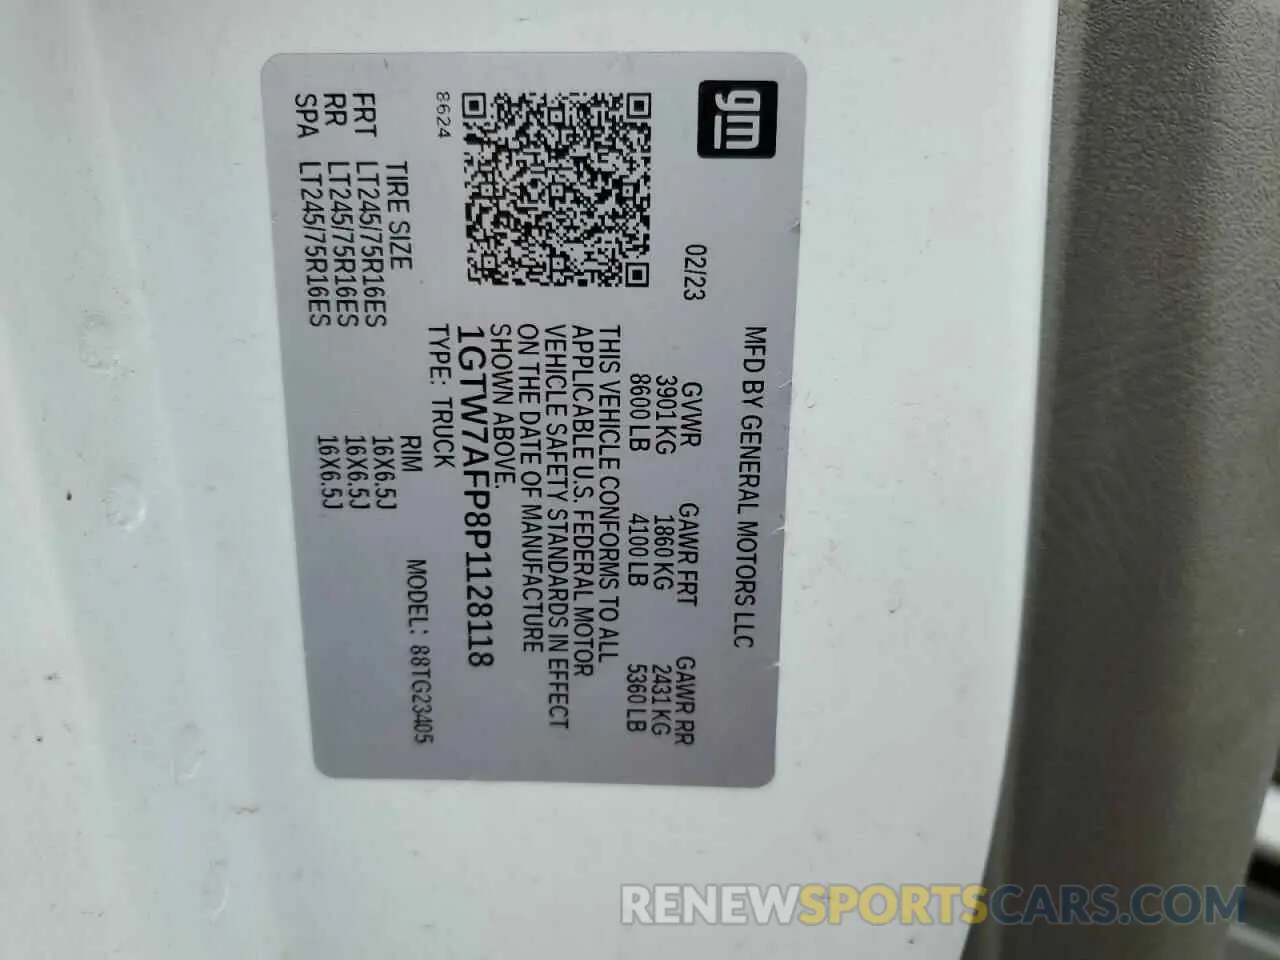 gm
MFD BY GENERAL MOTORS LLC
02/23
GVWR GAWR FRT GAWR RR
3901 KG 1860 KG 2431 KG
8600 LB 4100 LB 5360 LB
THIS VEHICLE CONFORMS TO ALL
APPLICABLE U.S. FEDERAL MOTOR
VEHICLE SAFETY STANDARDS IN EFFECT
ON THE DATE OF MANUFACTURE
SHOWN ABOVE.
1GTW7AFP8P1128118
TYPE: TRUCK
8624
MODEL: 88TG23405
TIRE SIZE RIM
FRT LT245/75R16ES 16X6.5J
RR LT245/75R16ES 16X6.5J
SPA LT245/75R16ES 16X6.5J
RENEWSPORTSCARS.COM